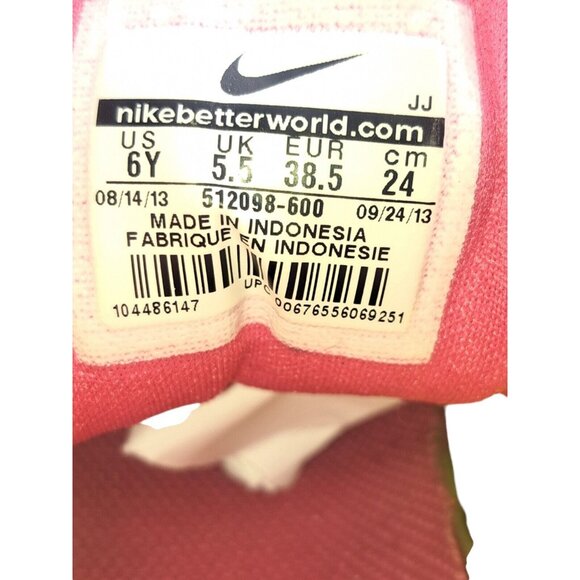 JJ
nikebetterworld.com
US UK EUR cm
6Y 5.5 38.5 24
08/14/13 512098-600 09/24/13
MADE IN INDONESIA
FABRIQUE EN INDONESIE
104486147 UPC 00676556069251